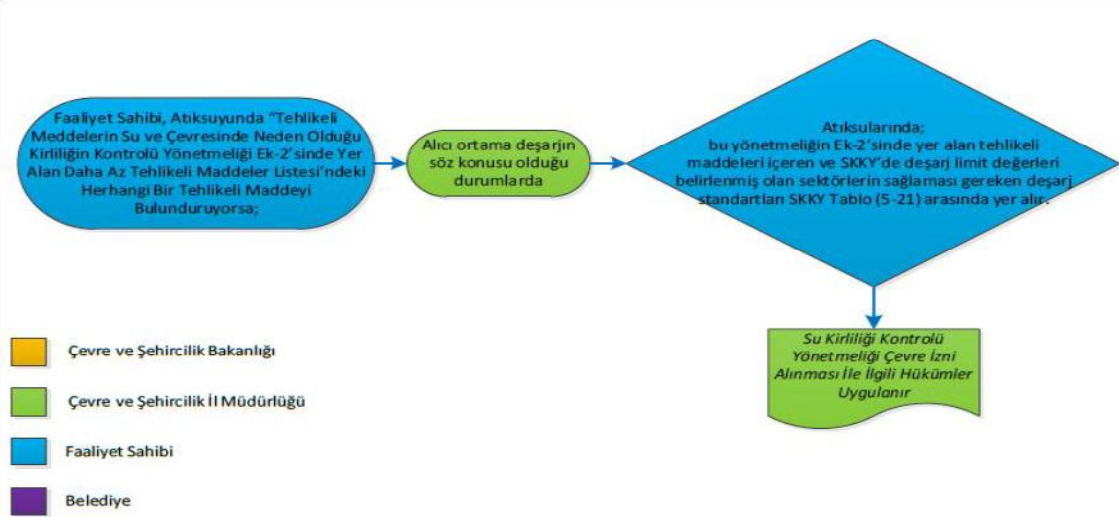 Faaliyet Sahibi, Atıksuyunda "Tehlikeli
Meddelerin Su ve Çevresinde Neden Olduğu
Kirliliğin Kontrolü Yönetmeliği Ek-2'sinde Yer
Alan Daha Az Tehlikeli Maddeler Listesi'ndeki
Herhangi Bir Tehlikeli Maddeyi
Bulunduruyorsa;
Alıcı ortama deşarjın
söz konusu olduğu
durumlarda
Atıksularında;
bu yönetmeliğin Ek-2'sinde yer alan tehlikeli
maddeleri içeren ve SKKY'de deşarj limit değerleri
belirlenmiş olan sektörlerin sağlaması gereken deşarj
standartları SKKY Tablo (5-21) arasında yer alır.
Su Kirliliği Kontrolü
Yönetmeliği Çevre İzni
Alınması İle İlgili Hükümler
Uygulanır
Çevre ve Şehircilik Bakanlığı
Çevre ve Şehircilik İl Müdürlüğü
Faaliyet Sahibi
Belediye